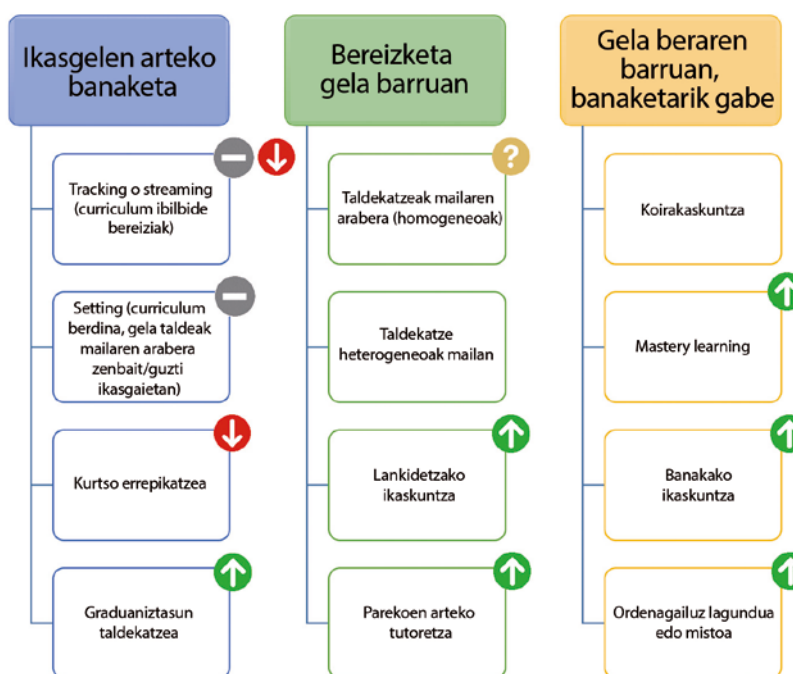 Ikasgelen arteko
banaketa
Tracking o streaming
(curriculum ibilbide
bereiziak)
Setting (curriculum
berdina, gela taldeak
mailaren arabera
zenbait/guzti
ikasgaietan)
Kurtso errepikatzea
Graduaniztasun
taldekatzea
Bereizketa
gela barruan
?
Taldekatzeak mailaren
arabera (homogeneoak)
Taldekatze
heterogeneoak mailan
Lankidetzako
ikaskuntza
Parekoen arteko
tutoretza
Gela beraren
barruan,
banaketarik gabe
Koirakaskuntza
Mastery learning
Banakako
ikaskuntza
Ordenagailuz lagundua
edo mistoa